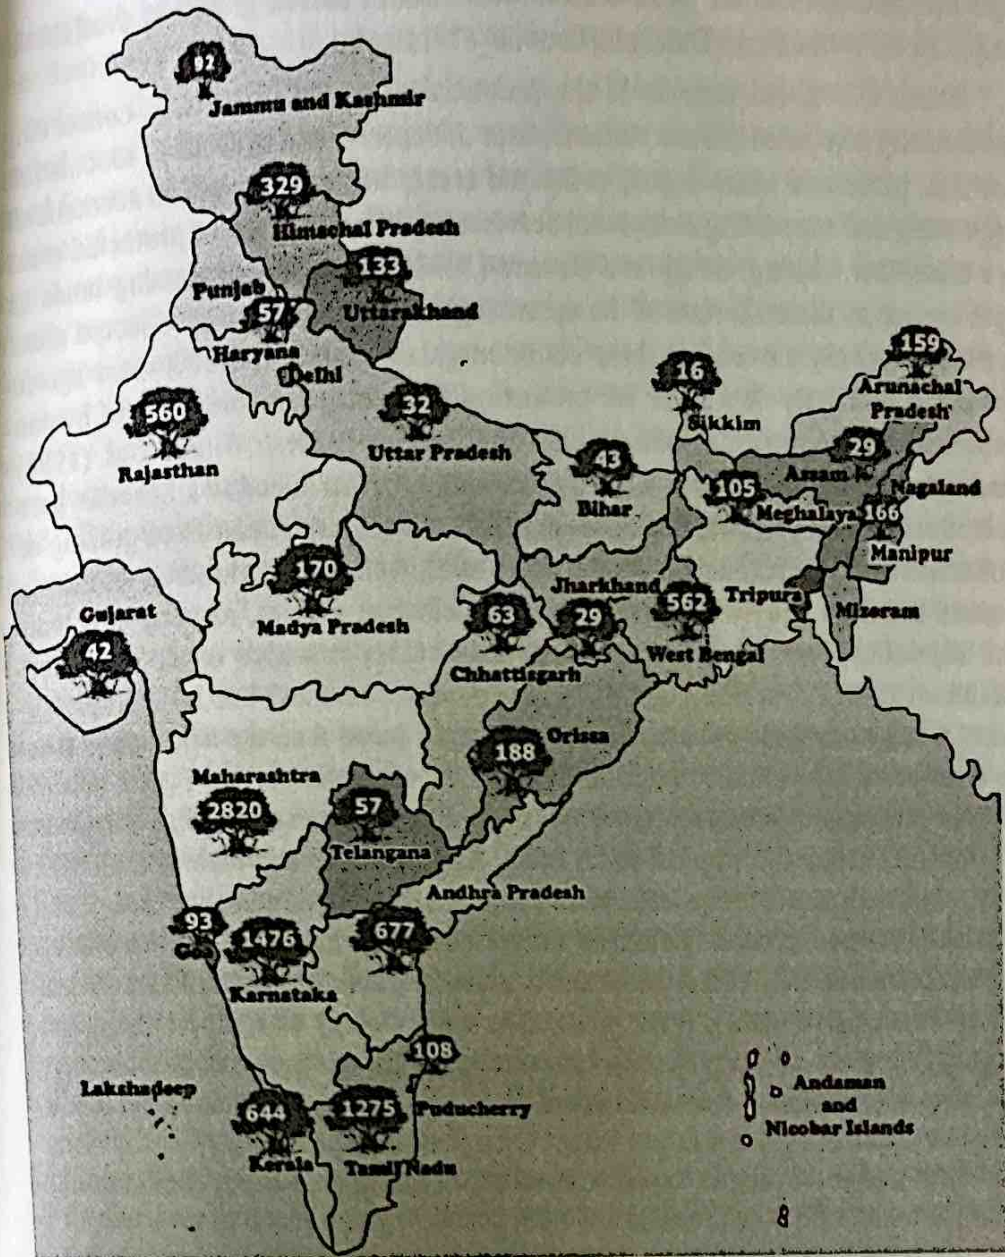 92
Jammu and Kashmir
329
Himachal Pradesh
133
Uttarakhand
Punjab
57
Haryana
Delhi
560
Rajasthan
32
Uttar Pradesh
16
Sikkim
159
Arunachal
Pradesh
29
Assam
Nagaland
43
Bihar
105
Meghalaya
166
Manipur
170
Madya Pradesh
Jharkhand
29
63
Chhattisgarh
562
West Bengal
Tripura
Mizoram
Gujarat
42
Orissa
188
Maharashtra
2820
57
Telangana
Andhra Pradesh
677
93
Goa
1476
Karnataka
108
Puducherry
Lakshadeep
644
Kerala
1275
Tamil Nadu
Andaman
and
Nicobar Islands